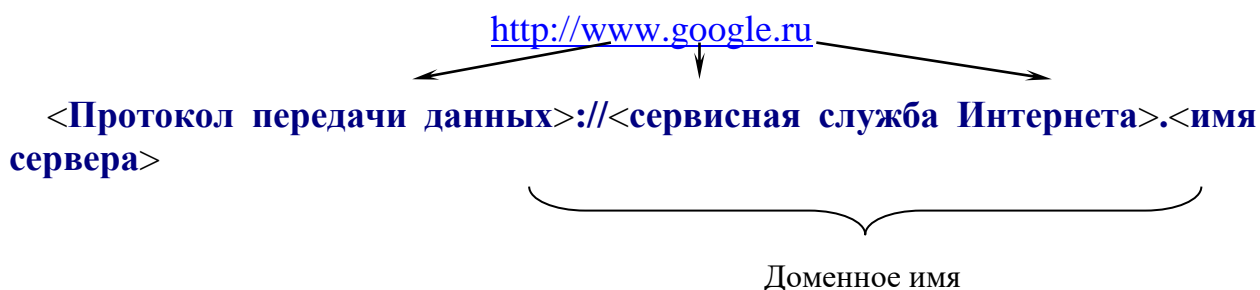 http://www.google.ru
<Протокол передачи данных>://<сервисная служба Интернета>.<имя
сервера>
Доменное имя